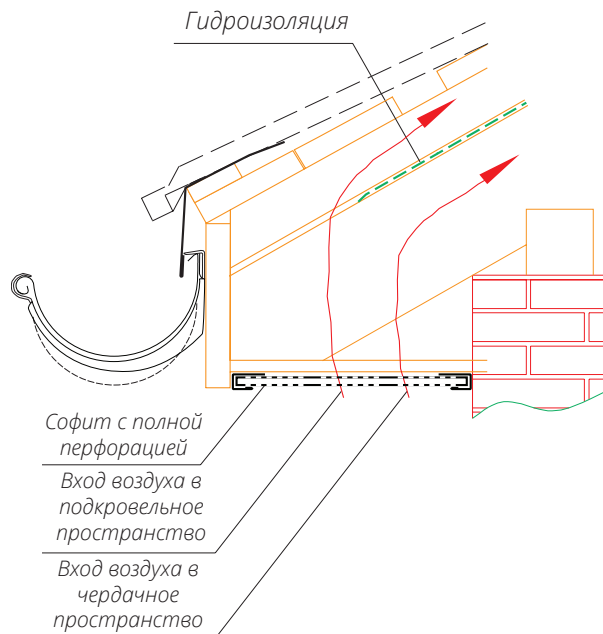 Гидроизоляция
Софит с полной
перфорацией
Вход воздуха в
подкровельное
пространство
Вход воздуха в
чердачное
пространство